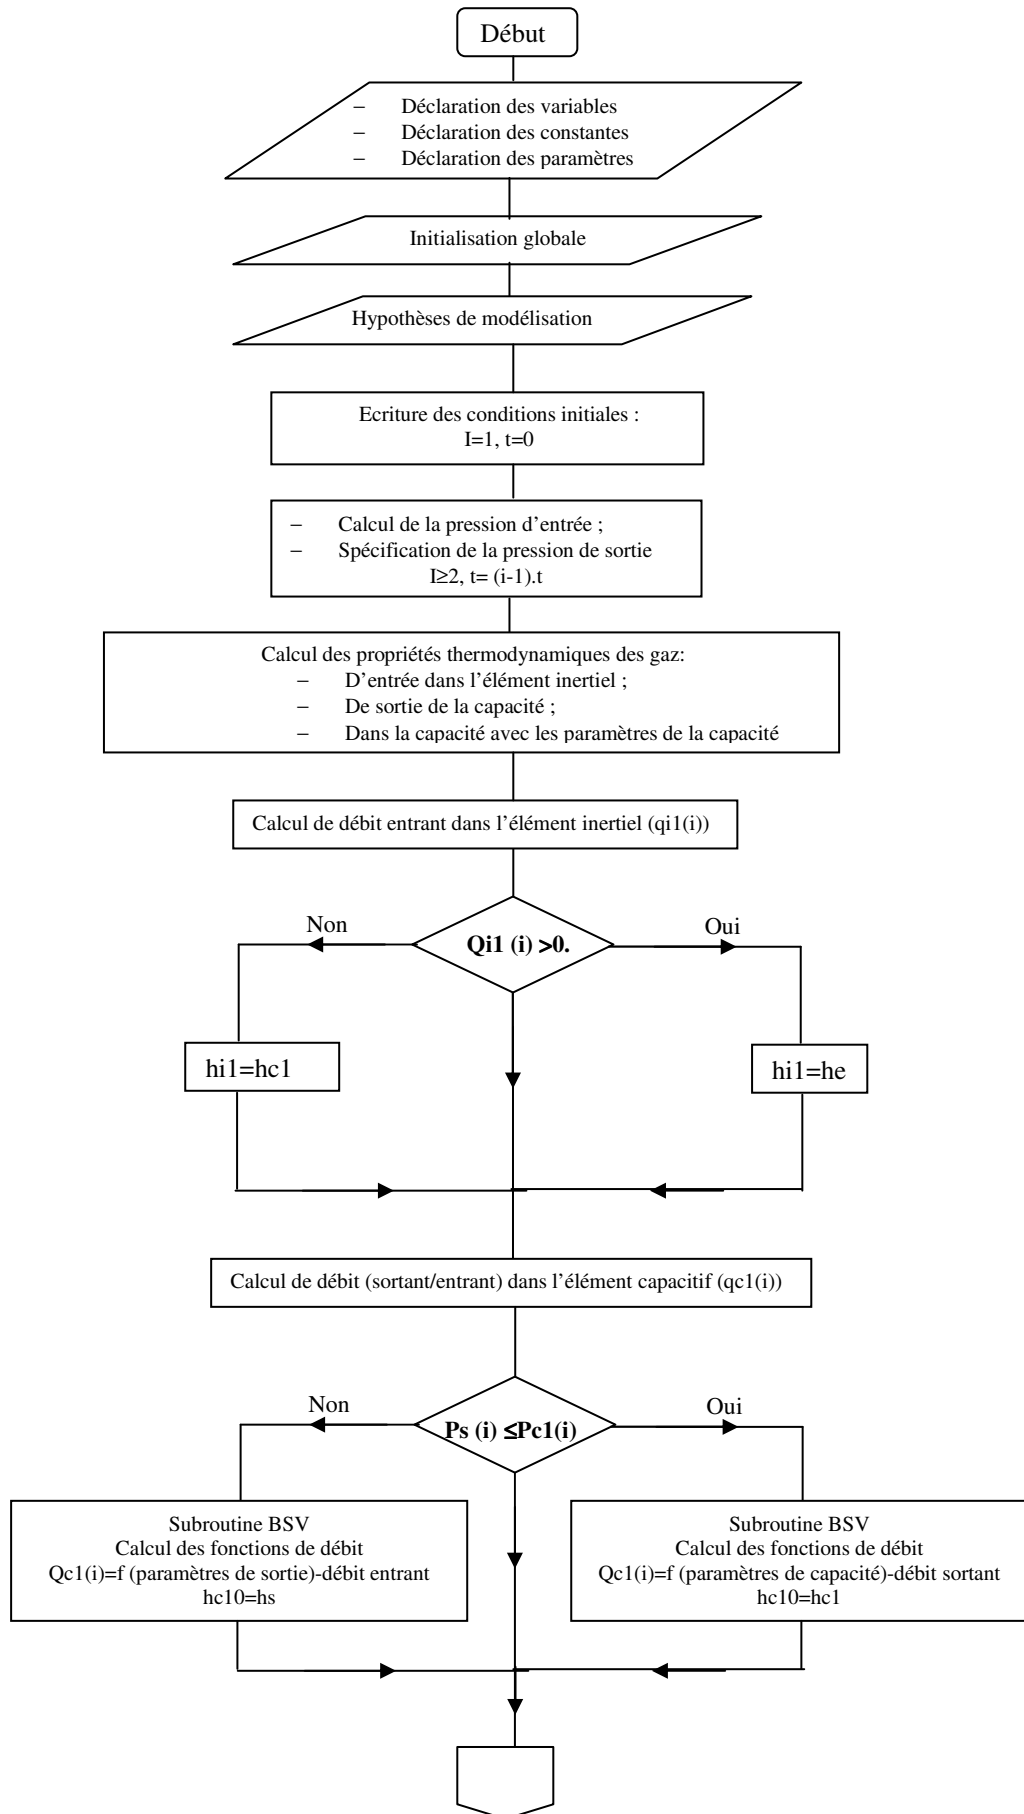 Début
– Déclaration des variables
– Déclaration des constantes
– Déclaration des paramètres
Initialisation globale
Hypothèses de modélisation
Ecriture des conditions initiales :
I=1, t=0
– Calcul de la pression d’entrée ;
– Spécification de la pression de sortie
I≥2, t= (i-1).t
Calcul des propriétés thermodynamiques des gaz:
– D’entrée dans l’élément inertiel ;
– De sortie de la capacité ;
– Dans la capacité avec les paramètres de la capacité
Calcul de débit entrant dans l’élément inertiel (qi1(i))
Non
Oui
Qi1 (i) >0.
hi1=hc1
hi1=he
Calcul de débit (sortant/entrant) dans l’élément capacitif (qc1(i))
Non
Oui
Ps (i) ≤Pc1(i)
Subroutine BSV
Calcul des fonctions de débit
Qc1(i)=f (paramètres de sortie)-débit entrant
hc10=hs
Subroutine BSV
Calcul des fonctions de débit
Qc1(i)=f (paramètres de capacité)-débit sortant
hc10=hc1